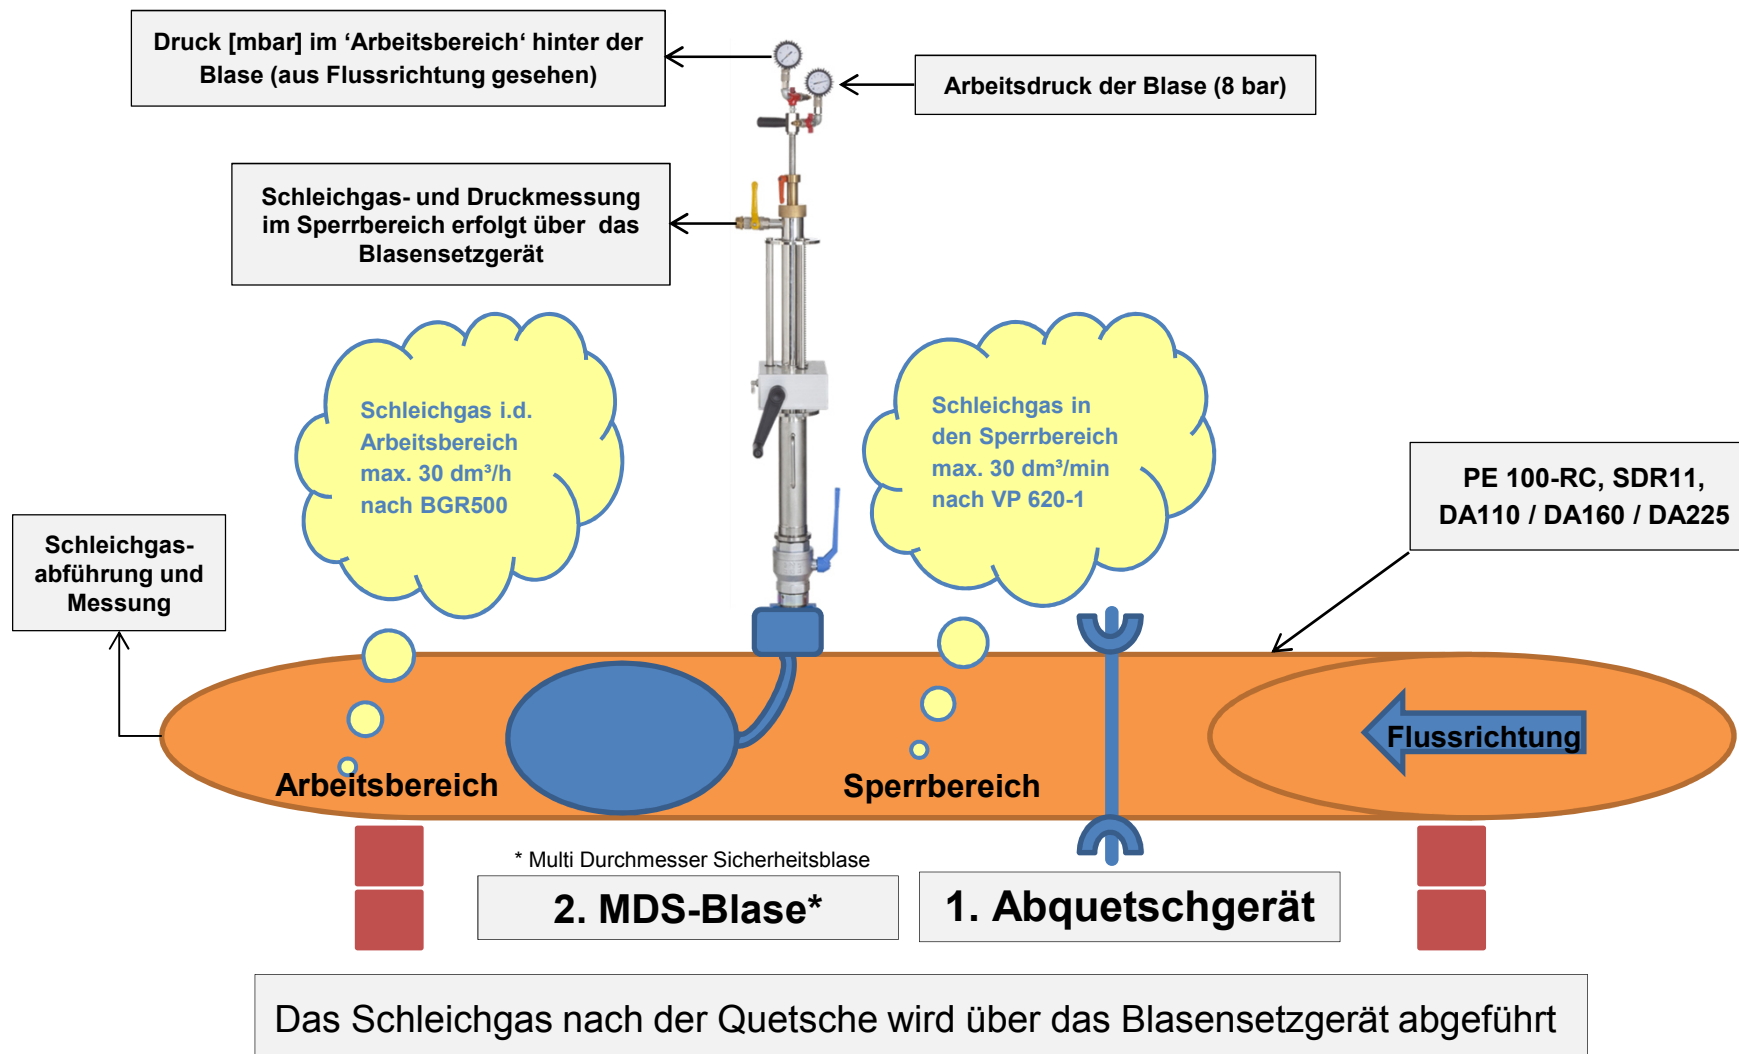 Druck [mbar] im ‘Arbeitsbereich‘ hinter der
Blase (aus Flussrichtung gesehen)
Arbeitsdruck der Blase (8 bar)
Schleichgas- und Druckmessung
im Sperrbereich erfolgt über das
Blasensetzgerät
Schleichgas i.d.
Arbeitsbereich
max. 30 dm³/h
nach BGR500
Schleichgas in
den Sperrbereich
max. 30 dm³/min
nach VP 620-1
PE 100-RC, SDR11,
DA110 / DA160 / DA225
Schleichgas-
abführung und
Messung
Flussrichtung
Arbeitsbereich
Sperrbereich
* Multi Durchmesser Sicherheitsblase
2. MDS-Blase*
1. Abquetschgerät
Das Schleichgas nach der Quetsche wird über das Blasensetzgerät abgeführt